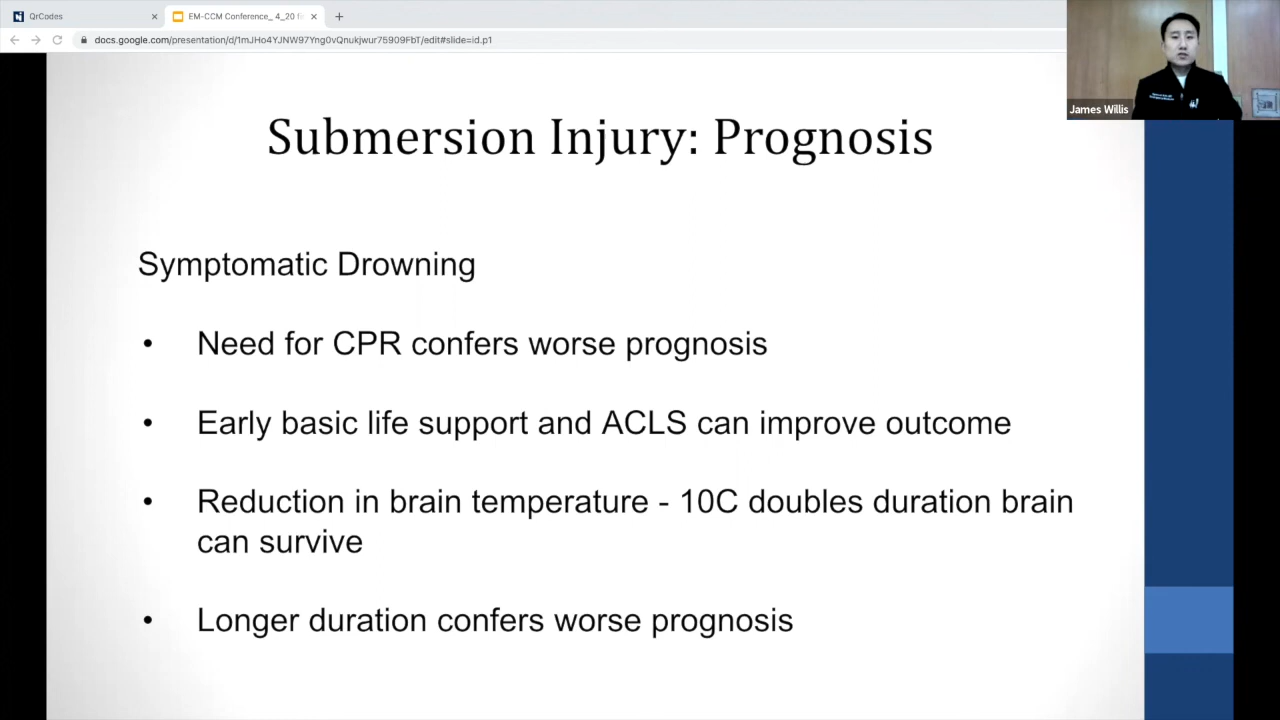 QrCodes
EM-CCM Conference_ 4_20 fi
docs.google.com/presentation/d/1mJHo4YJNW97Yng0vQnukjwur75909FbT/edit#slide=id.p1
James Willis
Submersion Injury: Prognosis
Symptomatic Drowning
• Need for CPR confers worse prognosis
• Early basic life support and ACLS can improve outcome
• Reduction in brain temperature - 10C doubles duration brain
can survive
• Longer duration confers worse prognosis